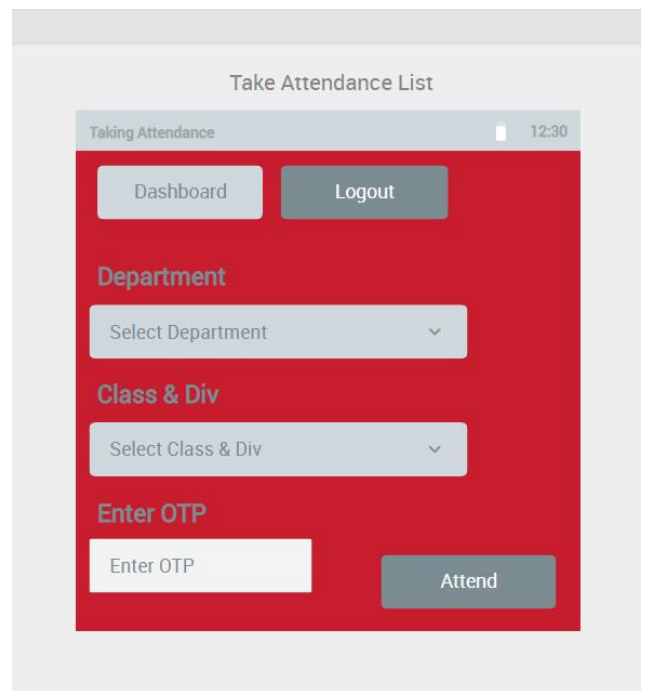 Take Attendance List
Taking Attendance 12:30
Dashboard Logout
Department
Select Department
Class & Div
Select Class & Div
Enter OTP
Enter OTP
Attend